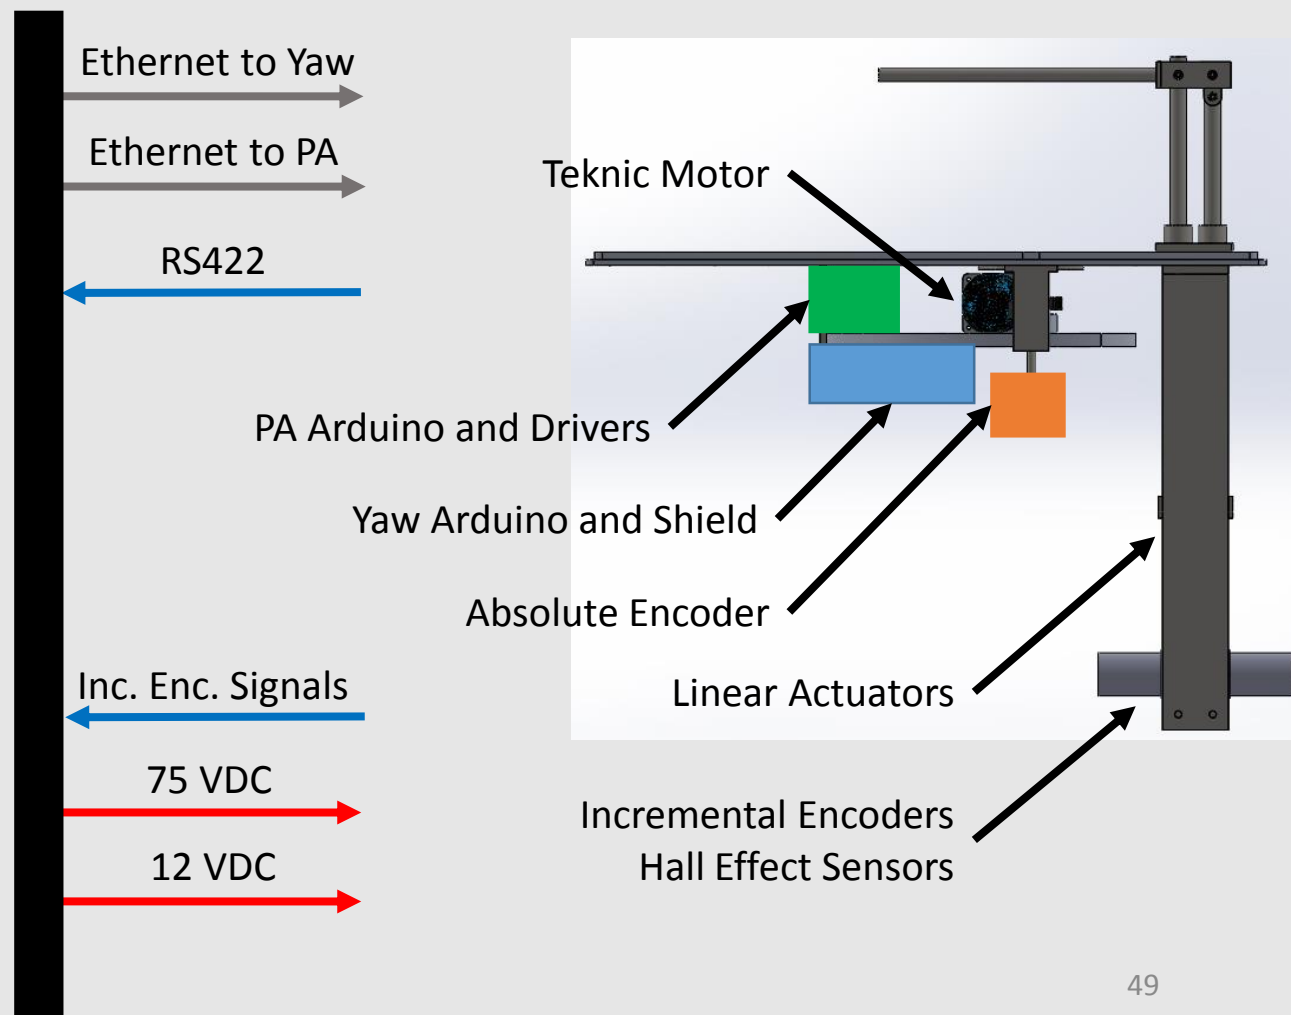 Ethernet to Yaw
Ethernet to PA
RS422
Inc. Enc. Signals
75 VDC
12 VDC
Teknic Motor
PA Arduino and Drivers
Yaw Arduino and Shield
Absolute Encoder
Linear Actuators
Incremental Encoders
Hall Effect Sensors
49